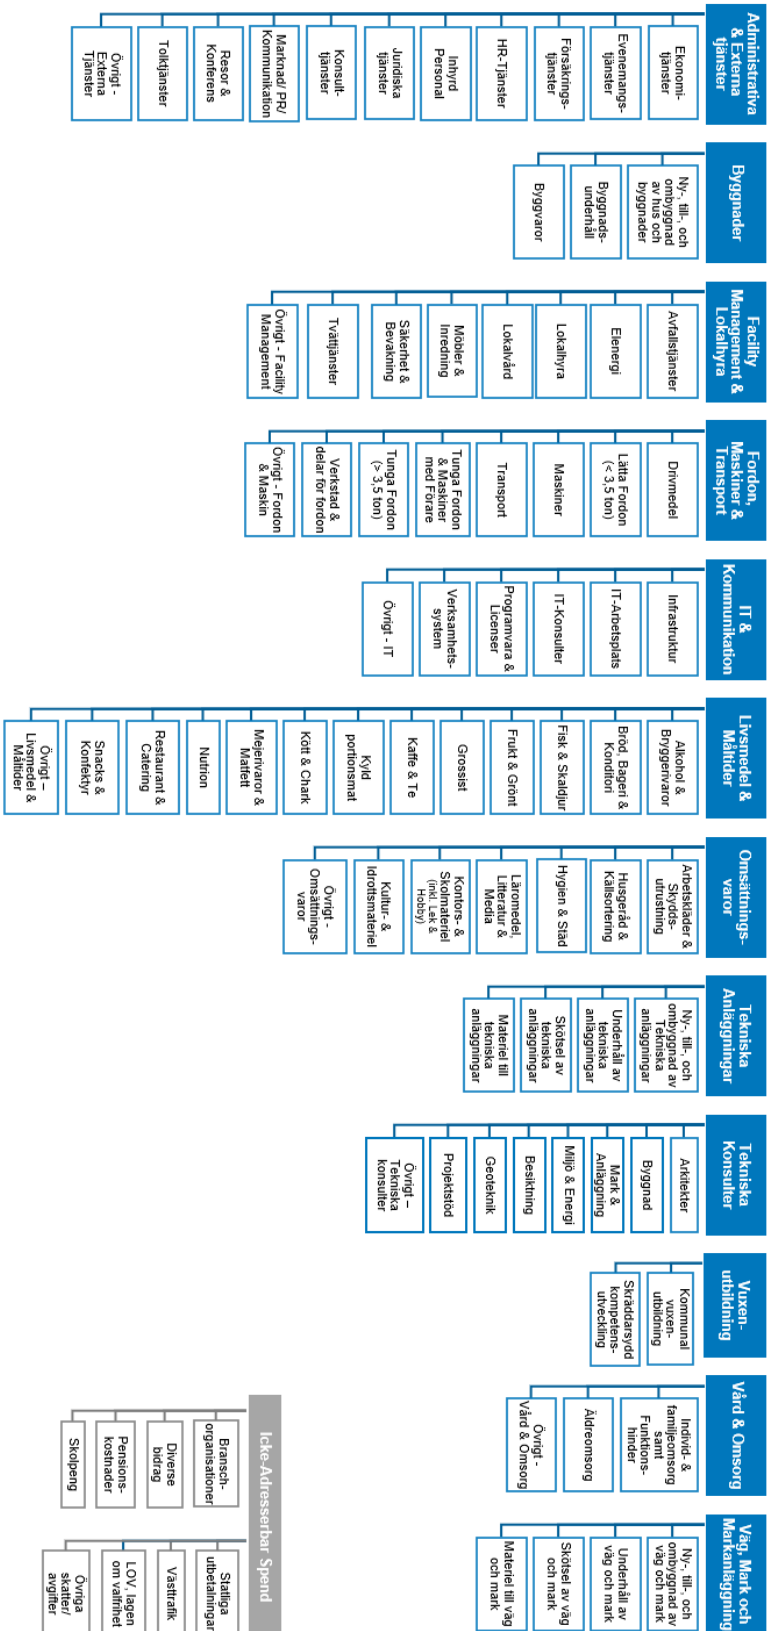 Administrativa
& Externa
tjänster
Ekonomi-
tjänster
Evenemangs-
tjänster
Försäkrings-
tjänster
HR-Tjänster
Inhyrd
Personal
Juridiska
tjänster
Konsult-
tjänster
Marknad/ PR/
Kommunikation
Resor &
Konferens
Tolktjänster
Övrigt -
Externa
Tjänster
Byggnader
Ny-, till-, och
ombyggnad
av hus och
byggnader
Byggnads-
underhåll
Byggvaror
Facility
Management &
Lokalhyra
Avfallstjänster
Elenergi
Lokalhyra
Lokalvård
Möbler &
Inredning
Säkerhet &
Bevakning
Tvättjänster
Övrigt - Facility
Management
Fordon,
Maskiner &
Transport
Drivmedel
Lätta Fordon
(< 3,5 ton)
Maskiner
Transport
Tunga Fordon
& Maskiner
med Förare
Tunga Fordon
(> 3,5 ton)
Verkstad &
delar för fordon
Övrigt - Fordon
& Maskin
IT &
Kommunikation
Infrastruktur
IT-Arbetsplats
IT-Konsulter
Programvara &
Licenser
Verksamhets-
system
Övrigt - IT
Livsmedel &
Måltider
Alkohol &
Bryggerivaror
Bröd, Bageri &
Konditori
Fisk & Skaldjur
Frukt & Grönt
Grossist
Kaffe & Te
Kyld
portionsmat
Kött & Chark
Mejerivaror &
Matfett
Nutrion
Restaurant &
Catering
Snacks &
Konfektyr
Övrigt –
Livsmedel &
Måltider
Omsättnings-
varor
Arbetskläder &
Skydds-
utrustning
Husgeråd &
Källsortering
Hygien & Städ
Läromedel,
Litteratur &
Media
Kontors- &
Skolmateriel
(inkl. Lek &
Hobby)
Kultur- &
Idrottsmateriel
Övrigt -
Omsättnings-
varor
Tekniska
Anläggningar
Ny-, till-, och
ombyggnad av
Tekniska
anläggningar
Underhåll av
tekniska
anläggningar
Skötsel av
tekniska
anläggningar
Materiel till
tekniska
anläggningar
Tekniska
Konsulter
Arkitekter
Byggnad
Mark &
Anläggning
Miljö & Energi
Besiktning
Geoteknik
Projektstöd
Övrigt –
Tekniska
konsulter
Vuxen-
utbildning
Kommunal
vuxen-
utbildning
Skräddarsydd
kompetens-
utveckling
Vård & Omsorg
Individ- &
familjeomsorg
samt
Funktions-
hinder
Äldreomsorg
Övrigt -
Vård & Omsorg
Väg, Mark och
Markanläggning
Ny-, till-, och
ombyggnad av
väg och mark
Underhåll av
väg och mark
Skötsel av väg
och mark
Materiel till väg
och mark
Icke-Adresserbar Spend
Bransch-
organisationer
Diverse
bidrag
Pensions-
kostnader
Skolpeng
Statliga
utbetalningar
Västtrafik
LOV, lagen
om valfrihet
Övriga
skatter/
avgifter